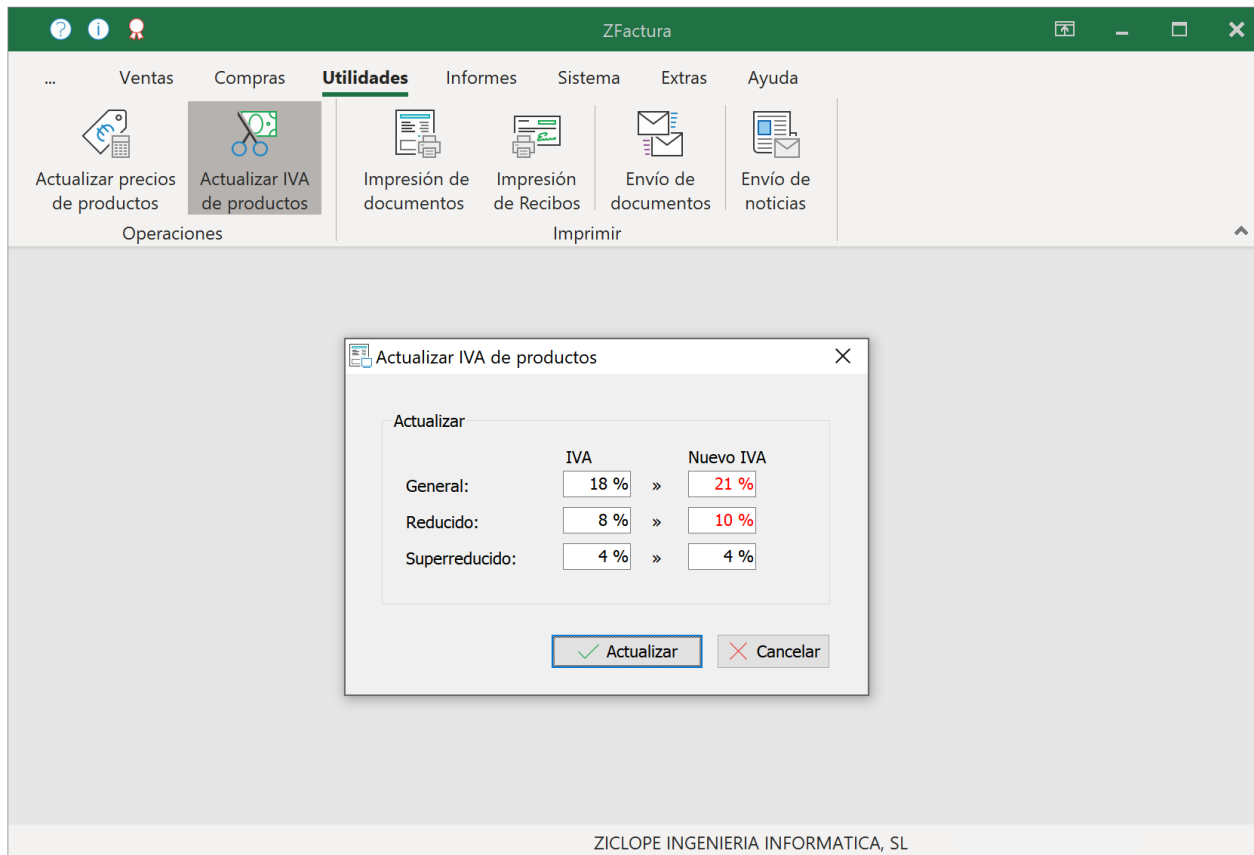 ZFactura
... Ventas Compras Utilidades Informes Sistema Extras Ayuda
Actualizar precios
de productos
Actualizar IVA
de productos
Impresión de
documentos
Impresión
de Recibos
Envío de
documentos
Envío de
noticias
Operaciones
Imprimir
Actualizar IVA de productos
Actualizar
IVA Nuevo IVA
General: 18 % » 21 %
Reducido: 8 % » 10 %
Superreducido: 4 % » 4 %
Actualizar
Cancelar
ZICLOPE INGENIERIA INFORMATICA, SL